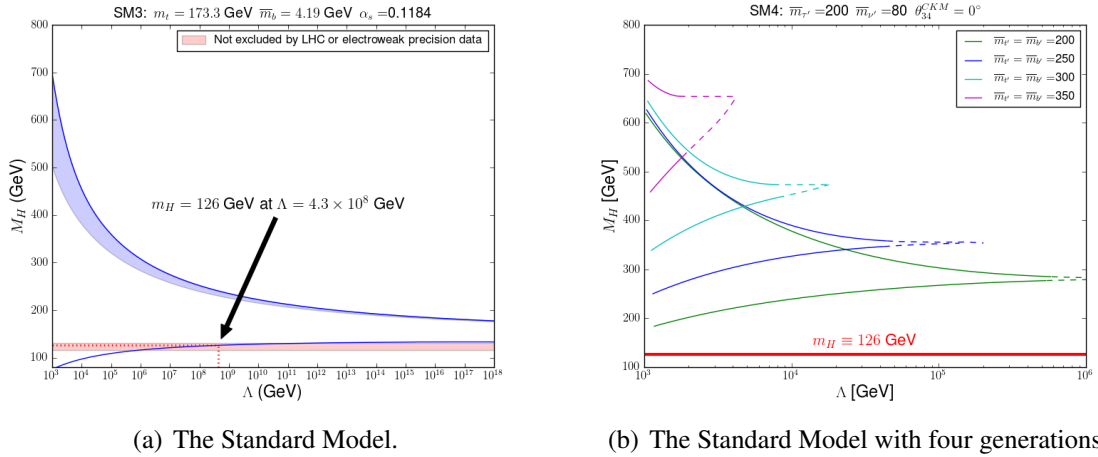 SM3: m_t = 173.3 GeV m̅_b = 4.19 GeV α_s = 0.1184
Not excluded by LHC or electroweak precision data
M_H (GeV)
800
700
600
500
400
300
200
100
m_H = 126 GeV at Λ = 4.3 × 10^8 GeV
10^3 10^4 10^5 10^6 10^7 10^8 10^9 10^10 10^11 10^12 10^13 10^14 10^15 10^16 10^17 10^18
Λ (GeV)
(a) The Standard Model.
SM4: m̅_τ′ =200 m̅_ν′ =80 θ_34^CKM = 0°
m̅_t′ = m̅_b′ =200
m̅_t′ = m̅_b′ =250
m̅_t′ = m̅_b′ =300
m̅_t′ = m̅_b′ =350
M_H [GeV]
800
700
600
500
400
300
200
100
m_H ≡ 126 GeV
10^3 10^4 10^5 10^6
Λ [GeV]
(b) The Standard Model with four generations